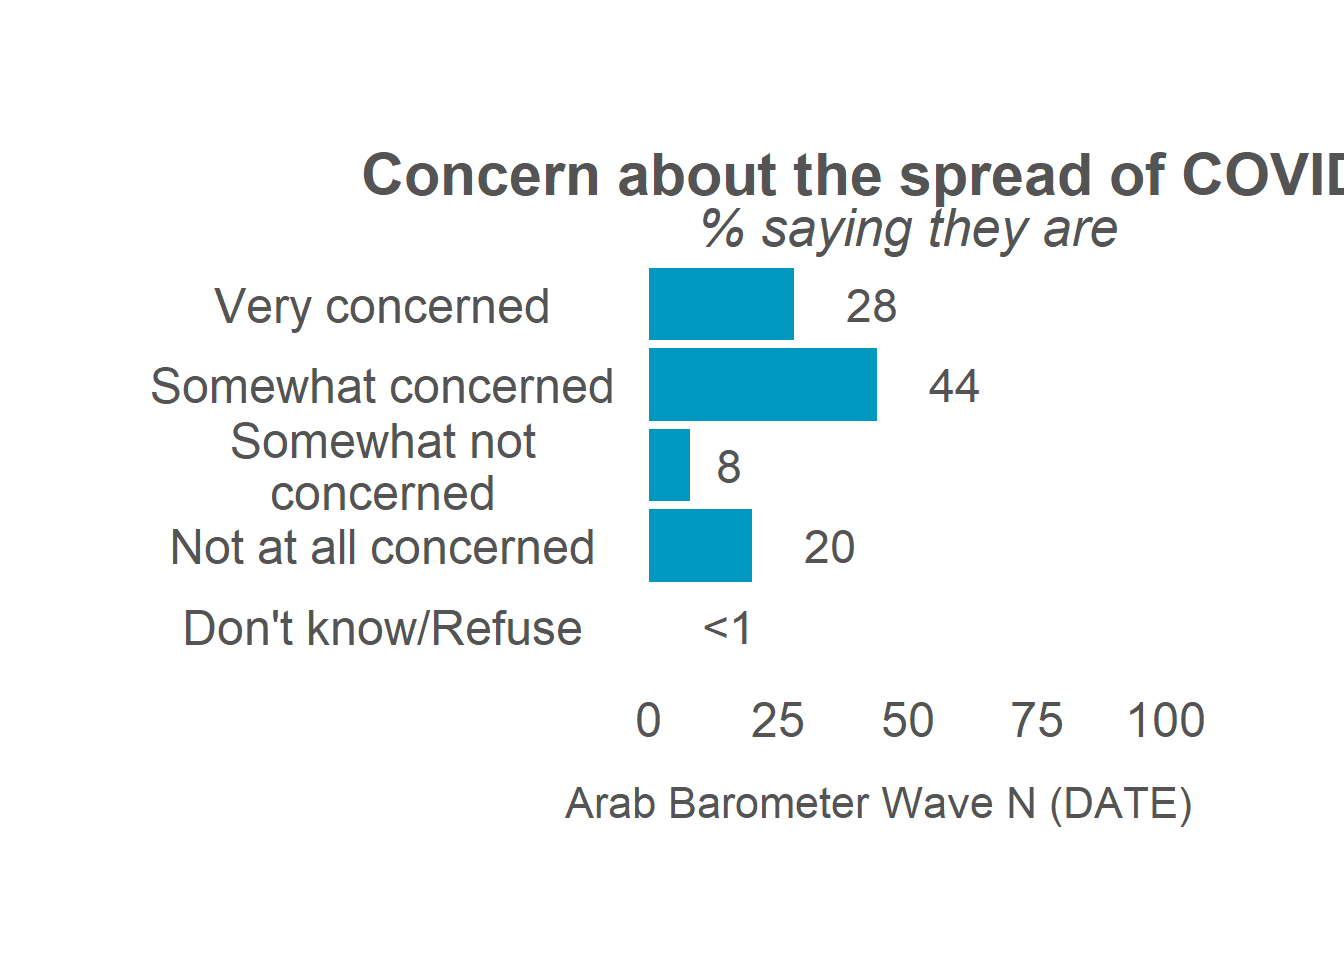 Concern about the spread of COVID
% saying they are
Very concerned 28
Somewhat concerned 44
Somewhat not
concerned 8
Not at all concerned 20
Don't know/Refuse <1
0 25 50 75 100
Arab Barometer Wave N (DATE)